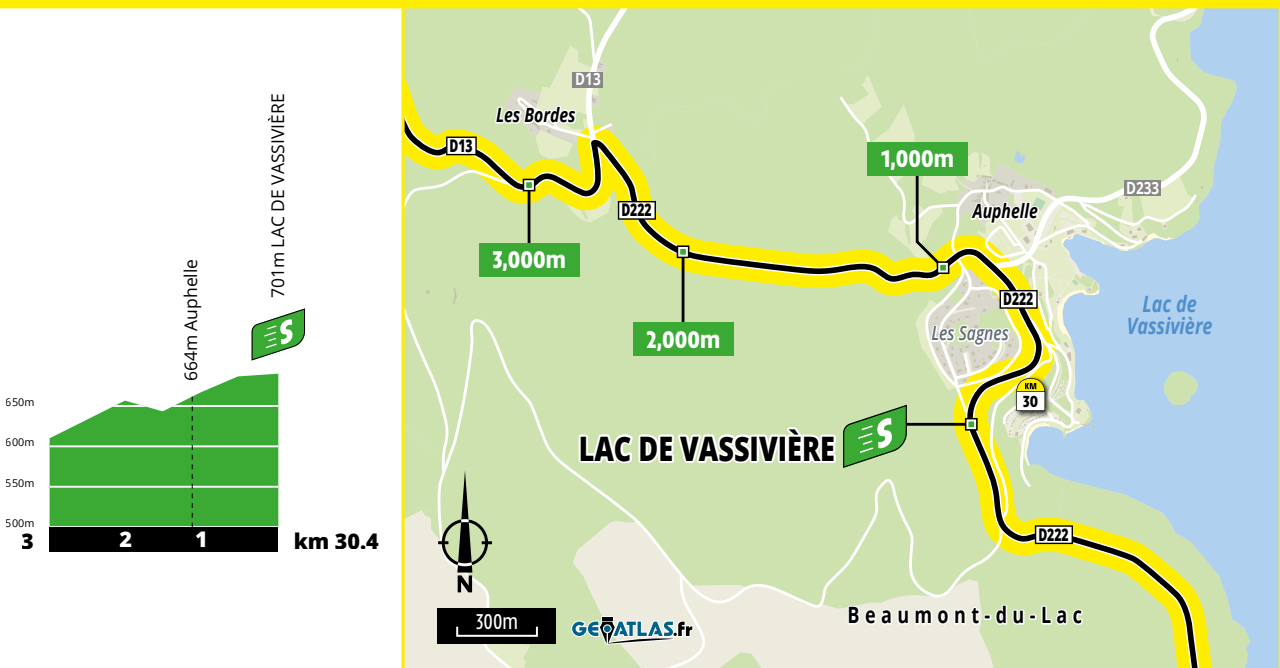 701m LAC DE VASSIVIÈRE
664m Auphelle
S
650m
600m
550m
500m
3
2
1
km 30.4
D13
Les Bordes
D13
3,000m
D222
2,000m
1,000m
D233
Auphelle
D222
Les Sagnes
Lac de
Vassivière
KM
30
LAC DE VASSIVIÈRE
S
D222
N
300m
GEOATLAS.fr
Beaumont-du-Lac